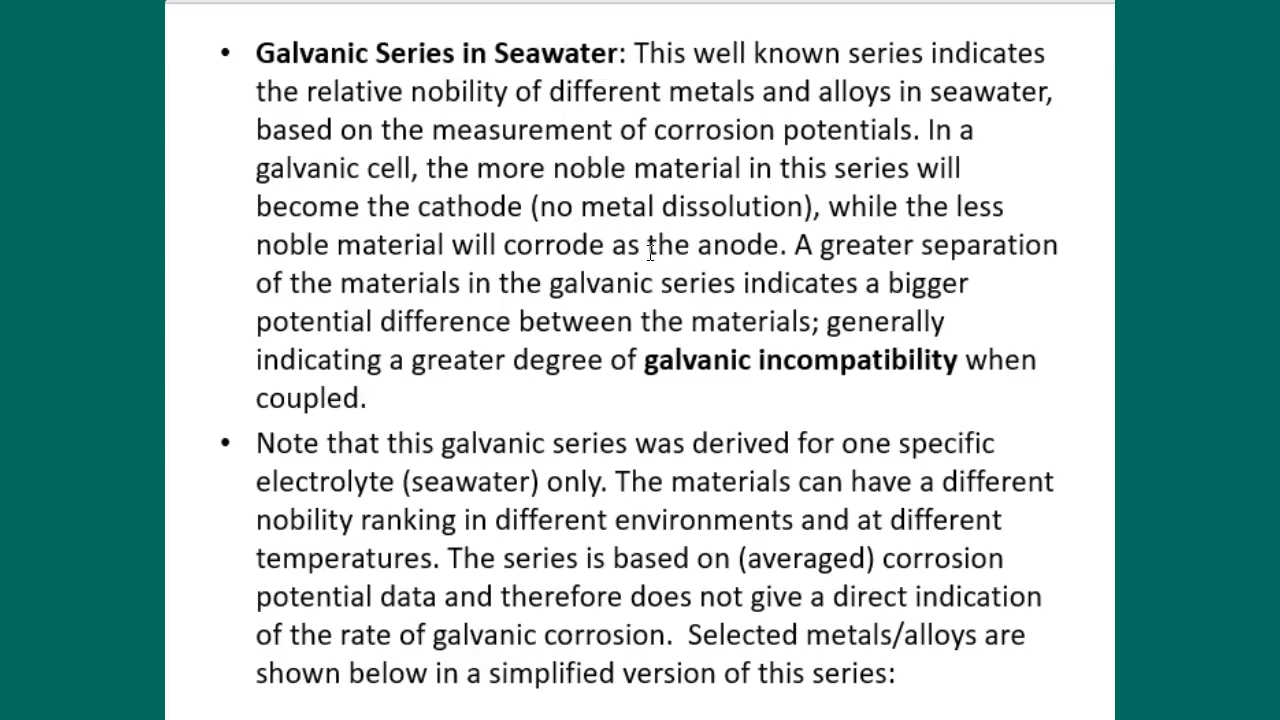 • Galvanic Series in Seawater: This well known series indicates
the relative nobility of different metals and alloys in seawater,
based on the measurement of corrosion potentials. In a
galvanic cell, the more noble material in this series will
become the cathode (no metal dissolution), while the less
noble material will corrode as the anode. A greater separation
of the materials in the galvanic series indicates a bigger
potential difference between the materials; generally
indicating a greater degree of galvanic incompatibility when
coupled.
• Note that this galvanic series was derived for one specific
electrolyte (seawater) only. The materials can have a different
nobility ranking in different environments and at different
temperatures. The series is based on (averaged) corrosion
potential data and therefore does not give a direct indication
of the rate of galvanic corrosion.  Selected metals/alloys are
shown below in a simplified version of this series: